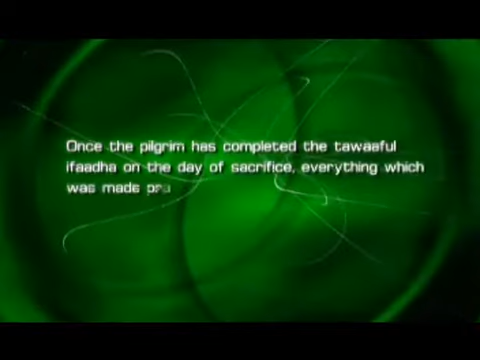 Once the pilgrim has completed the tawaaful
ifaadha on the day of sacrifice, everything which
was made